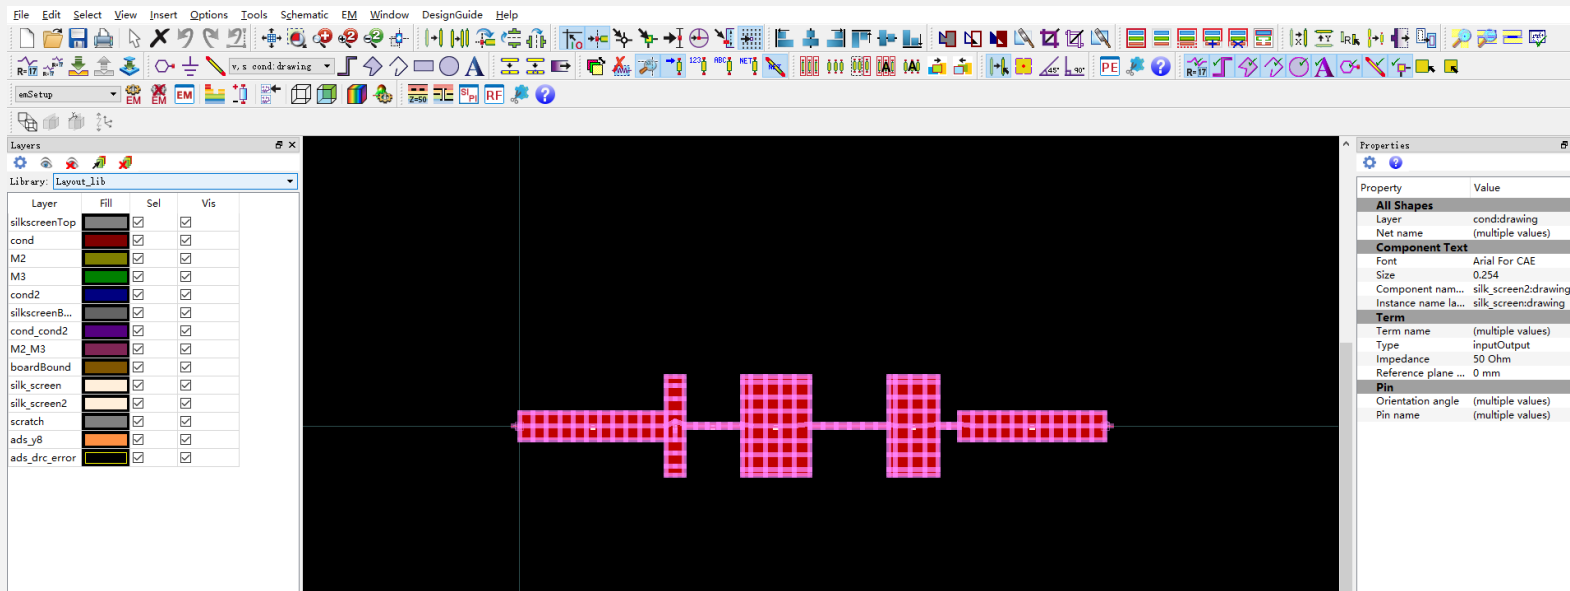 File Edit Select View Insert Options Tools Schematic EM Window DesignGuide Help
v,s cond:drawing
emSetup
Layers
Library: Layout_lib
Layer Fill Sel Vis
silkscreenTop
cond
M2
M3
cond2
silkscreenB...
cond_cond2
M2_M3
boardBound
silk_screen
silk_screen2
scratch
ads_y8
ads_drc_error
Properties
Property Value
All Shapes
Layer cond:drawing
Net name (multiple values)
Component Text
Font Arial For CAE
Size 0.254
Component nam... silk_screen2:drawing
Instance name la... silk_screen:drawing
Term
Term name (multiple values)
Type inputOutput
Impedance 50 Ohm
Reference plane ... 0 mm
Pin
Orientation angle (multiple values)
Pin name (multiple values)